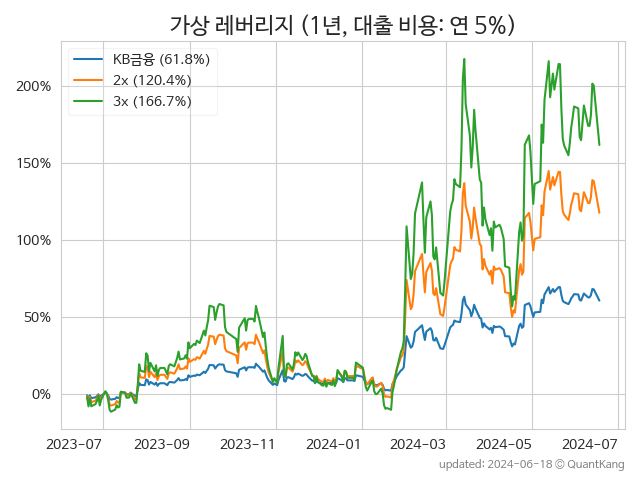 가상 레버리지 (1년, 대출 비용: 연 5%)
KB금융 (61.8%)
2x (120.4%)
3x (166.7%)
200%
150%
100%
50%
0%
2023-07 2023-09 2023-11 2024-01 2024-03 2024-05 2024-07
updated: 2024-06-18 © QuantKang